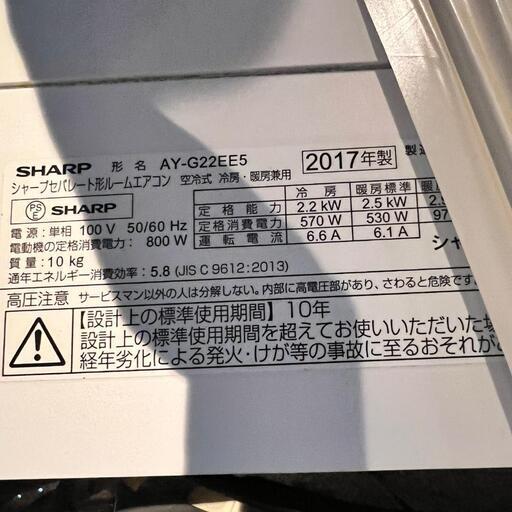 SHARP 形名 AY-G22EE5 2017年製
シャープセパレート形ルームエアコン 空冷式 冷房・暖房兼用
PSE SHARP
冷房 暖房標準
定格能力 2.2 kW 2.5 kW
定格消費電力 570 W 530 W
運転電流 6.6 A 6.1 A
電源：単相 100 V 50/60 Hz
電動機の定格消費電力： 800 W
質量：10 kg
通年エネルギー消費効率：5.8 (JIS C 9612:2013)
高圧注意 サービスマン以外の人は分解しない。内部に高電圧部があり、さわると危険です。
【設計上の標準使用期間】10年
設計上の標準使用期間を超えてお使いいただいた場
経年劣化による発火・けが等の事故に至るおそれが